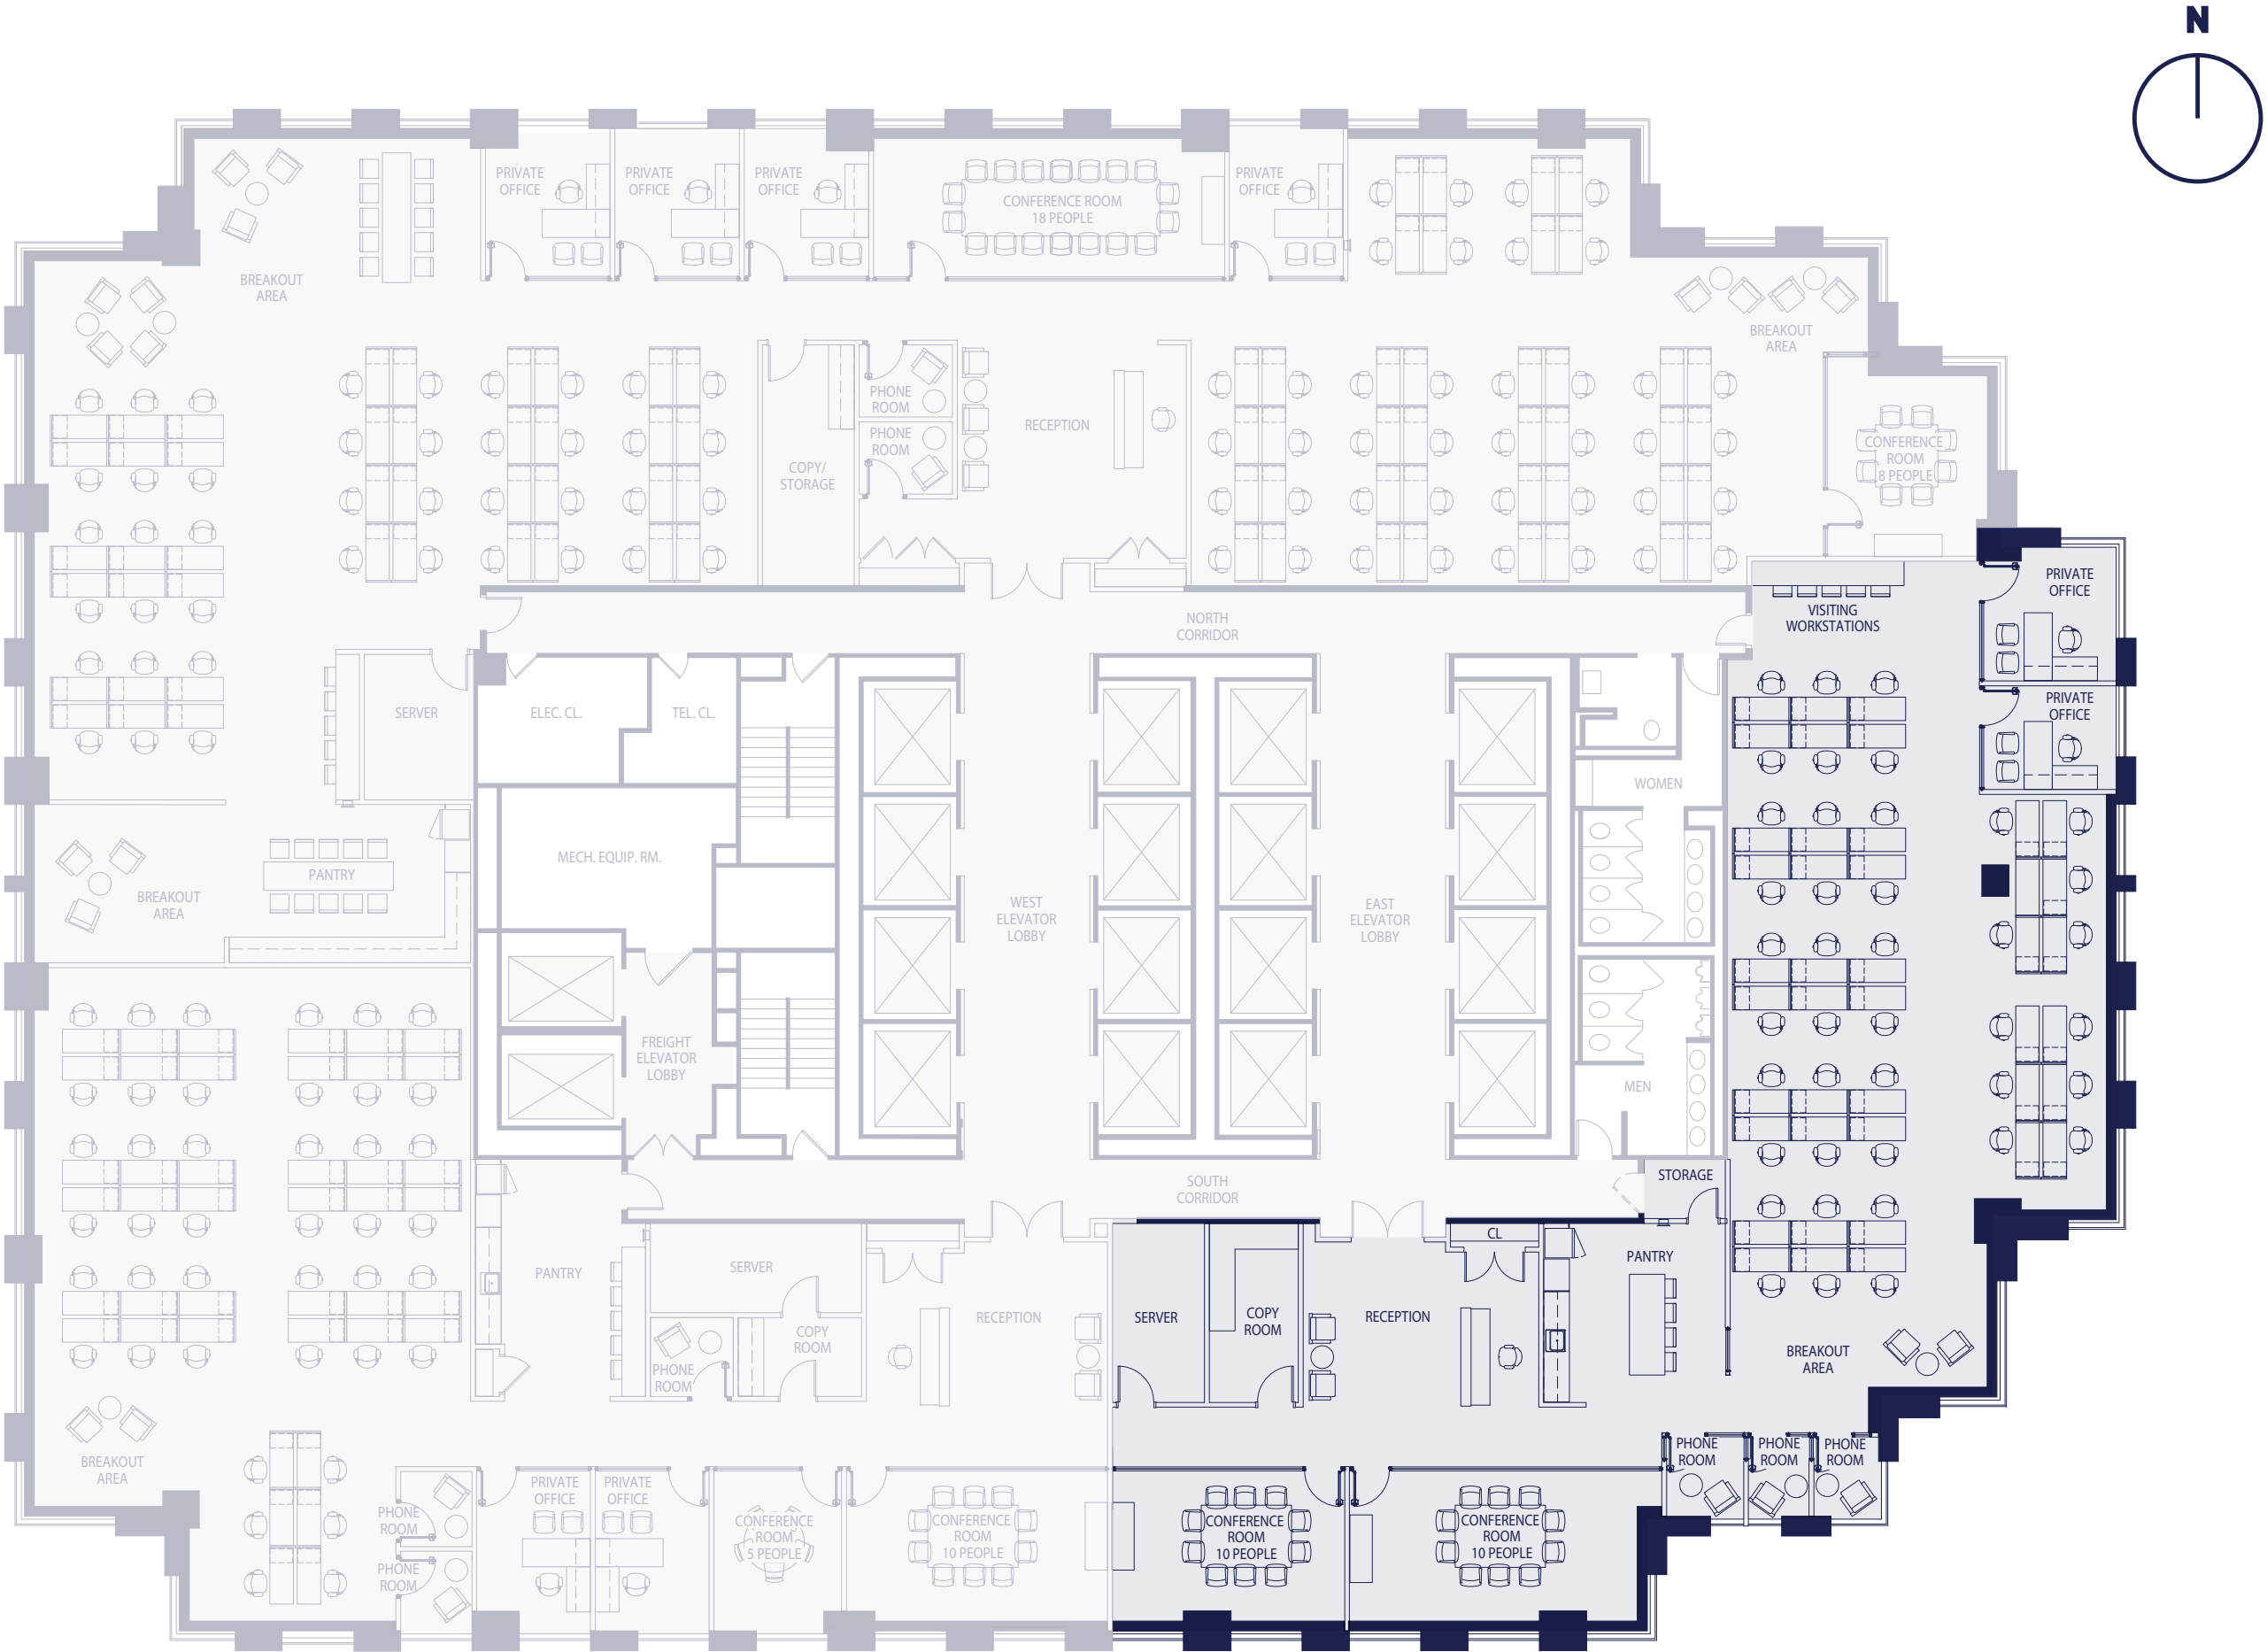 N
PRIVATE
OFFICE
PRIVATE
OFFICE
PRIVATE
OFFICE
CONFERENCE ROOM
18 PEOPLE
PRIVATE
OFFICE
BREAKOUT
AREA
BREAKOUT
AREA
PHONE
ROOM
PHONE
ROOM
RECEPTION
COPY/
STORAGE
CONFERENCE
ROOM
8 PEOPLE
PRIVATE
OFFICE
VISITING
WORKSTATIONS
NORTH
CORRIDOR
PRIVATE
OFFICE
SERVER
ELEC. CL.
TEL. CL.
WOMEN
MECH. EQUIP. RM.
PANTRY
BREAKOUT
AREA
WEST
ELEVATOR
LOBBY
EAST
ELEVATOR
LOBBY
FREIGHT
ELEVATOR
LOBBY
MEN
STORAGE
SOUTH
CORRIDOR
CL
PANTRY
PANTRY
SERVER
RECEPTION
SERVER
COPY
ROOM
RECEPTION
COPY
ROOM
PHONE
ROOM
BREAKOUT
AREA
BREAKOUT
AREA
PHONE
ROOM
PHONE
ROOM
PHONE
ROOM
PRIVATE
OFFICE
PRIVATE
OFFICE
PHONE
ROOM
PHONE
ROOM
CONFERENCE
ROOM
5 PEOPLE
CONFERENCE
ROOM
10 PEOPLE
CONFERENCE
ROOM
10 PEOPLE
CONFERENCE
ROOM
10 PEOPLE